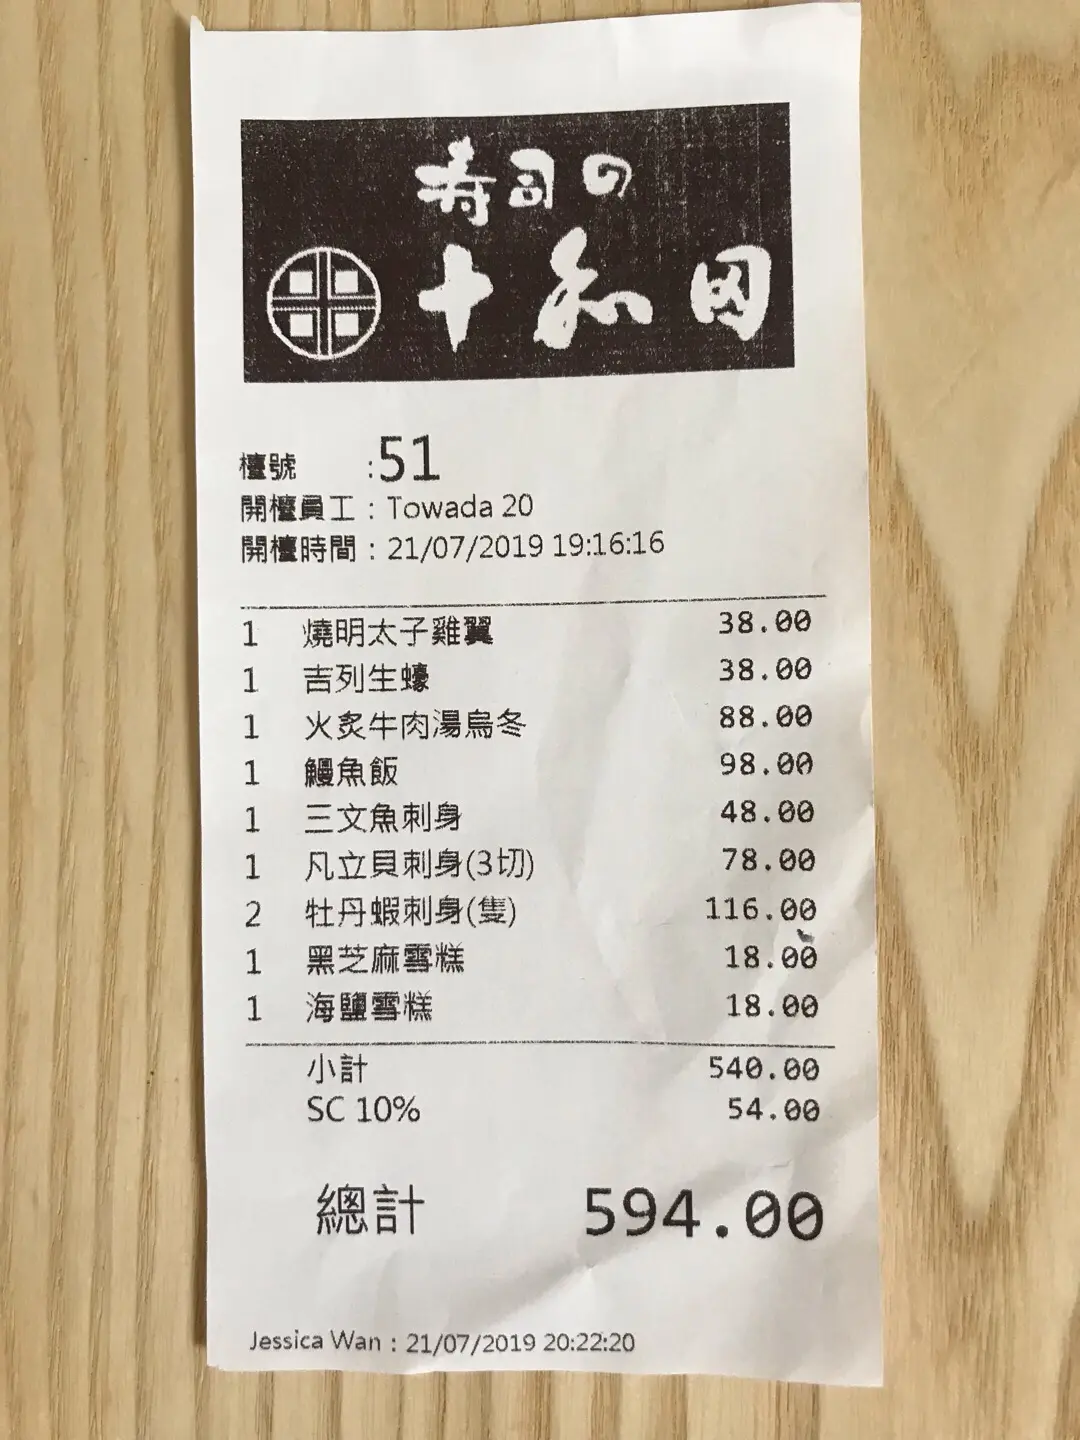 寿司の
十和田
檯號 :51
開檯員工 : Towada 20
開檯時間 : 21/07/2019 19:16:16
1 燒明太子雞翼 38.00
1 吉列生蠔 38.00
1 火炙牛肉湯烏冬 88.00
1 鰻魚飯 98.00
1 三文魚刺身 48.00
1 凡立貝刺身(3切) 78.00
2 牡丹蝦刺身(隻) 116.00
1 黑芝麻雪糕 18.00
1 海鹽雪糕 18.00
小計 540.00
SC 10% 54.00
總計 594.00
Jessica Wan : 21/07/2019 20:22:20